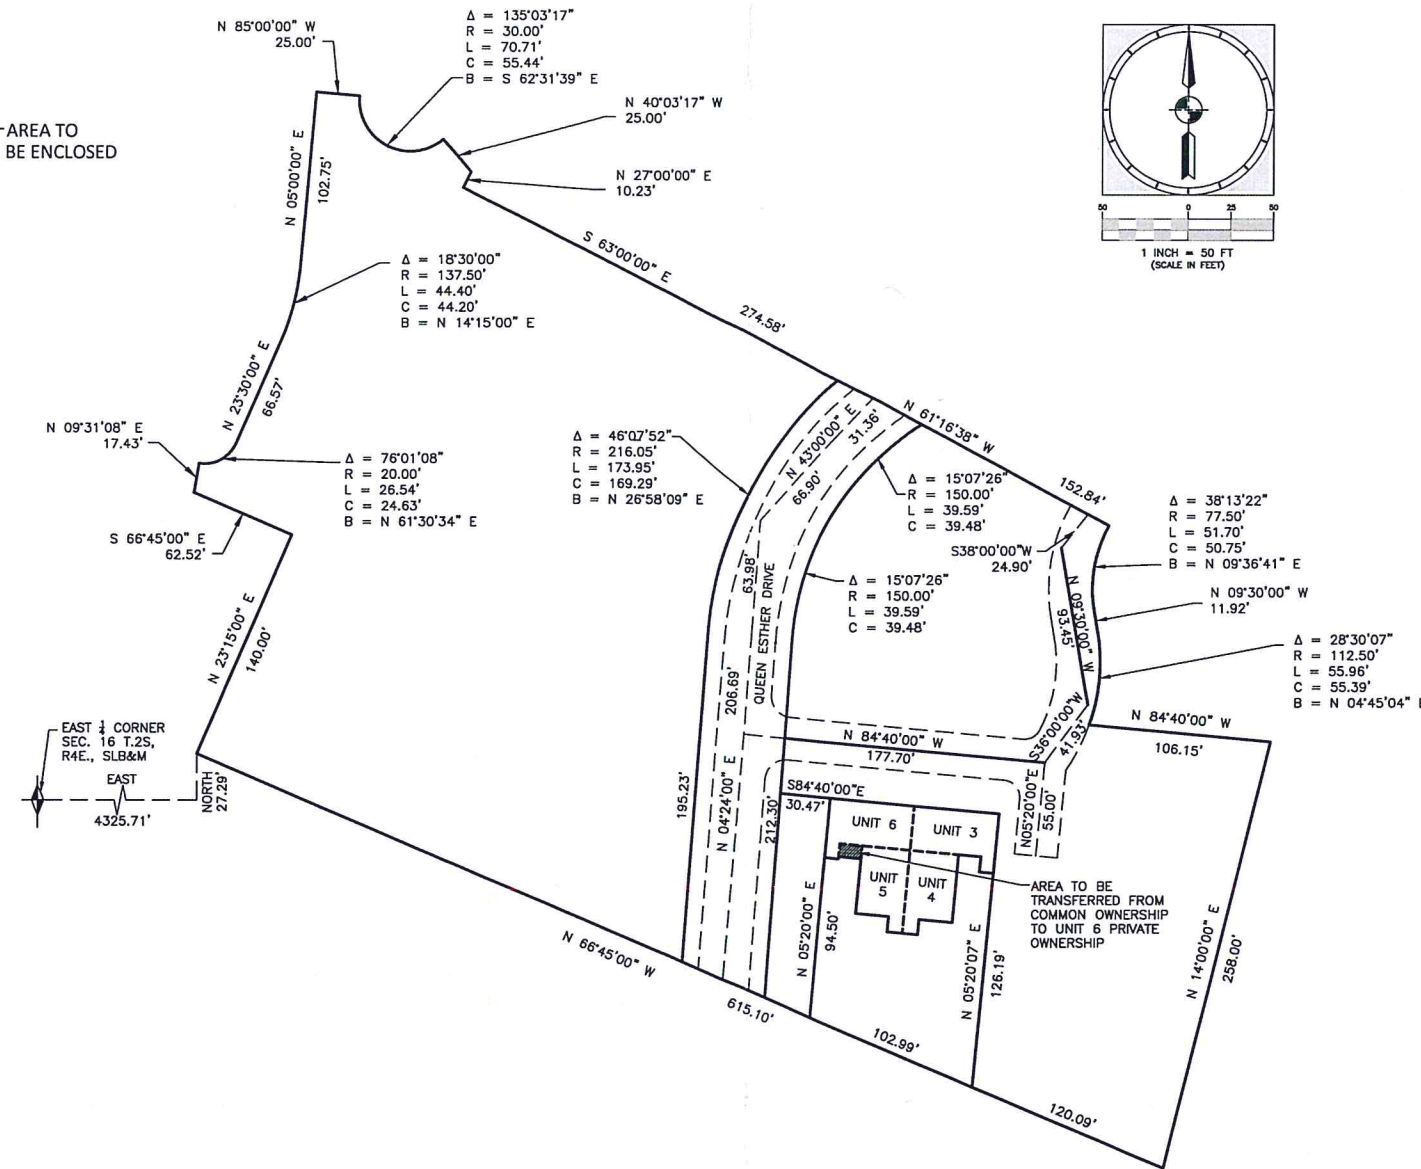 N 85°00'00" W
25.00'
Δ = 135°03'17"
R = 30.00'
L = 70.71'
C = 55.44'
B = S 62°31'39" E
N 40°03'17" W
25.00'
N 27°00'00" E
10.23'
AREA TO
BE ENCLOSED
N 05°00'00" E
102.75'
50 0 25 50
1 INCH = 50 FT
(SCALE IN FEET)
S 63°00'00" E
274.58'
Δ = 18°30'00"
R = 137.50'
L = 44.40'
C = 44.20'
B = N 14°15'00" E
N 23°30'00" E
66.57'
N 09°31'08" E
17.43'
Δ = 76°01'08"
R = 20.00'
L = 26.54'
C = 24.63'
B = N 61°30'34" E
S 66°45'00" E
62.52'
N 23°15'00" E
140.00'
Δ = 46°07'52"
R = 216.05'
L = 173.95'
C = 169.29'
B = N 26°58'09" E
N 43°00'00" E
31.36'
66.90'
N 61°16'38" W
152.84'
Δ = 15°07'26"
R = 150.00'
L = 39.59'
C = 39.48'
S38°00'00"W
24.90'
Δ = 38°13'22"
R = 77.50'
L = 51.70'
C = 50.75'
B = N 09°36'41" E
N 09°30'00" W
11.92'
Δ = 28°30'07"
R = 112.50'
L = 55.96'
C = 55.39'
B = N 04°45'04" E
Δ = 15°07'26"
R = 150.00'
L = 39.59'
C = 39.48'
N 09°30'00" W
93.45'
63.98'
QUEEN ESTHER DRIVE
206.69'
N 04°24'00" E
195.23'
212.30'
N 84°40'00" W
177.70'
S36°00'00"W
41.93'
N 84°40'00" W
106.15'
EAST ¼ CORNER
SEC. 16 T.2S,
R4E., SLB&M
EAST
4325.71'
NORTH
27.29'
S84°40'00"E
30.47'
N05°20'00"E
55.00'
UNIT 6
UNIT 3
UNIT
5
UNIT
4
AREA TO BE
TRANSFERRED FROM
COMMON OWNERSHIP
TO UNIT 6 PRIVATE
OWNERSHIP
N 05°20'00" E
94.50'
N 05°20'07" E
126.19'
N 14°00'00" E
258.00'
N 66°45'00" W
615.10'
102.99'
120.09'